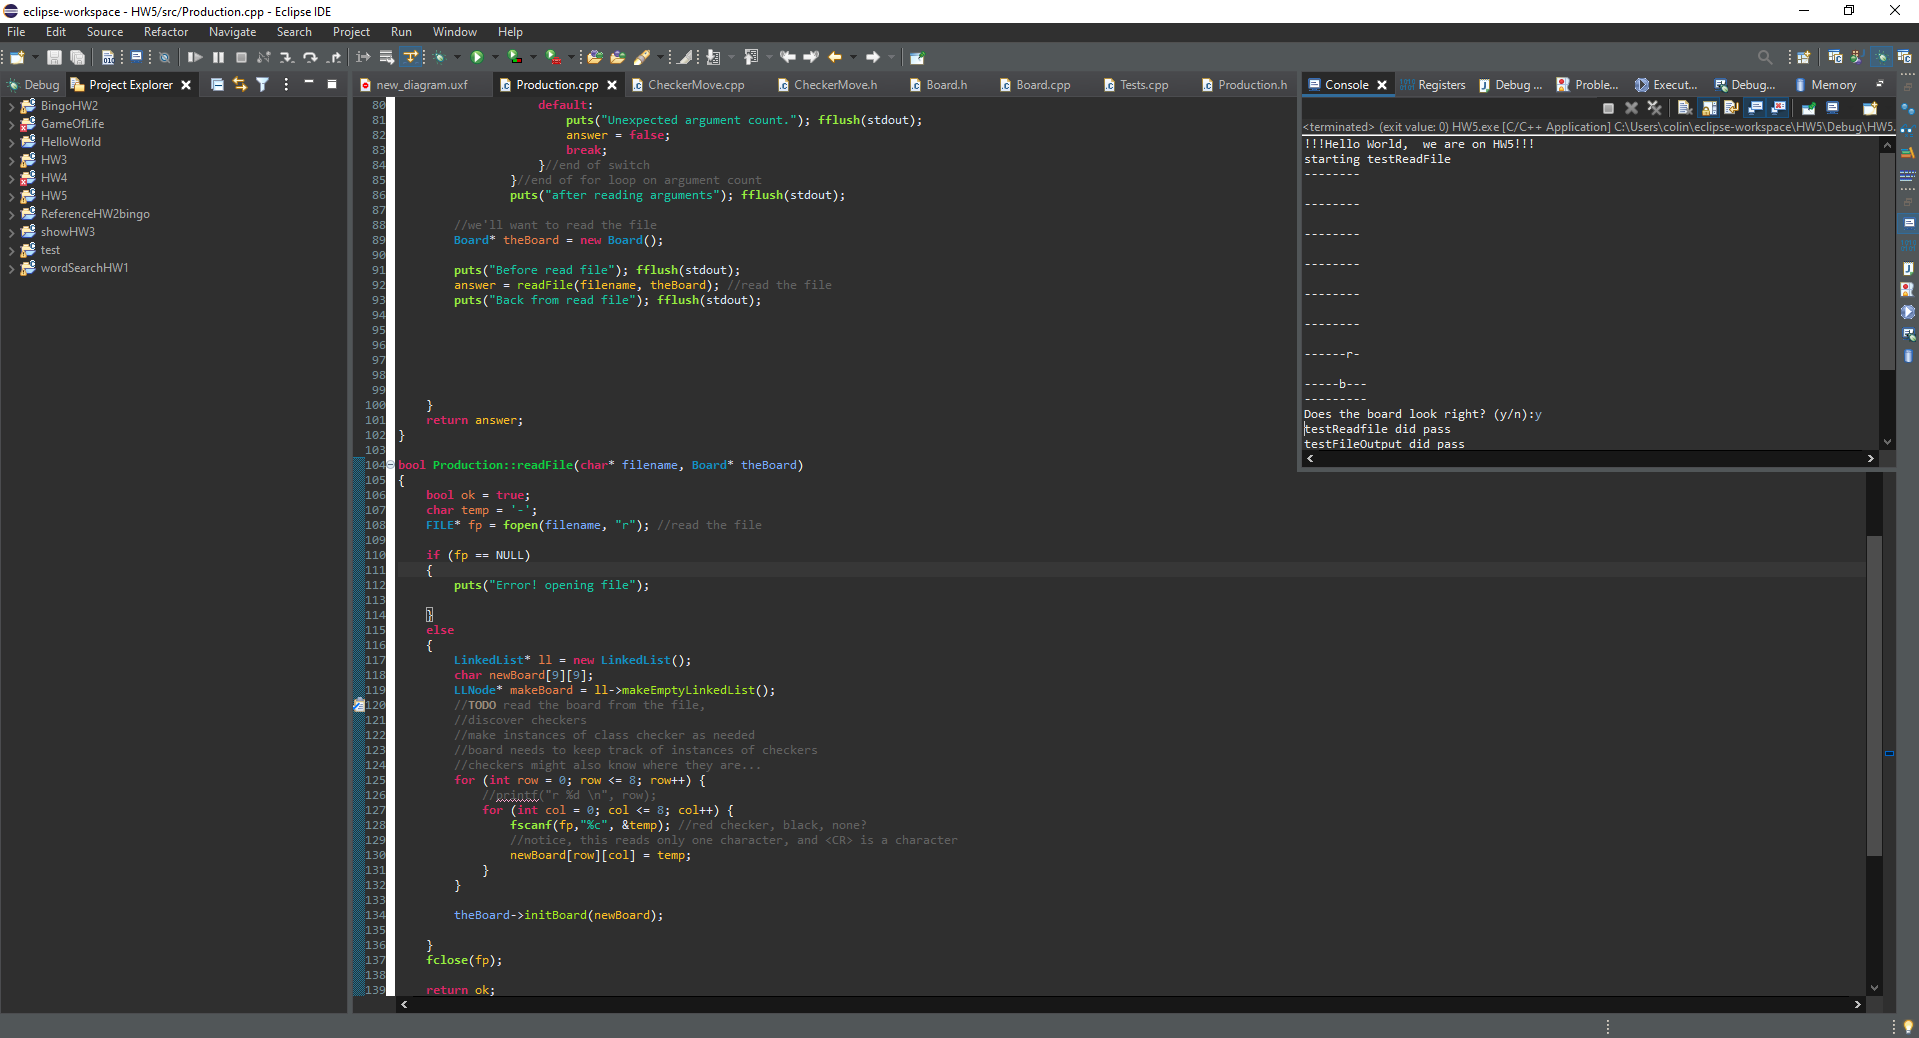 eclipse-workspace - HW5/src/Production.cpp - Eclipse IDE
File Edit Source Refactor Navigate Search Project Run Window Help
Debug Project Explorer
BingoHW2
GameOfLife
HelloWorld
HW3
HW4
HW5
ReferenceHW2bingo
showHW3
test
wordSearchHW1
new_diagram.uxf Production.cpp CheckerMove.cpp CheckerMove.h Board.h Board.cpp Tests.cpp Production.h
80 default:
81 puts("Unexpected argument count."); fflush(stdout);
82 answer = false;
83 break;
84 }//end of switch
85 }//end of for loop on argument count
86 puts("after reading arguments"); fflush(stdout);
87
88 //we'll want to read the file
89 Board* theBoard = new Board();
90
91 puts("Before read file"); fflush(stdout);
92 answer = readFile(filename, theBoard); //read the file
93 puts("Back from read file"); fflush(stdout);
94
95
96
97
98
99
100 }
101 return answer;
102 }
103
104 bool Production::readFile(char* filename, Board* theBoard)
105 {
106 bool ok = true;
107 char temp = '-';
108 FILE* fp = fopen(filename, "r"); //read the file
109
110 if (fp == NULL)
111 {
112 puts("Error! opening file");
113
114 }
115 else
116 {
117 LinkedList* ll = new LinkedList();
118 char newBoard[9][9];
119 LLNode* makeBoard = ll->makeEmptyLinkedList();
120 //TODO read the board from the file,
121 //discover checkers
122 //make instances of class checker as needed
123 //board needs to keep track of instances of checkers
124 //checkers might also know where they are...
125 for (int row = 0; row <= 8; row++) {
126 //printf("r %d \n", row);
127 for (int col = 0; col <= 8; col++) {
128 fscanf(fp,"%c", &temp); //red checker, black, none?
129 //notice, this reads only one character, and <CR> is a character
130 newBoard[row][col] = temp;
131 }
132 }
133
134 theBoard->initBoard(newBoard);
135
136 }
137 fclose(fp);
138
139 return ok;
Console Registers Debug ... Proble... Execut... Debug... Memory
<terminated> (exit value: 0) HW5.exe [C/C++ Application] C:\Users\colin\eclipse-workspace\HW5\Debug\HW5.
!!!Hello World,  we are on HW5!!!
starting testReadFile
--------
--------
--------
--------
--------
--------
------r-
-----b---
---------
Does the board look right? (y/n):y
testReadfile did pass
testFileOutput did pass